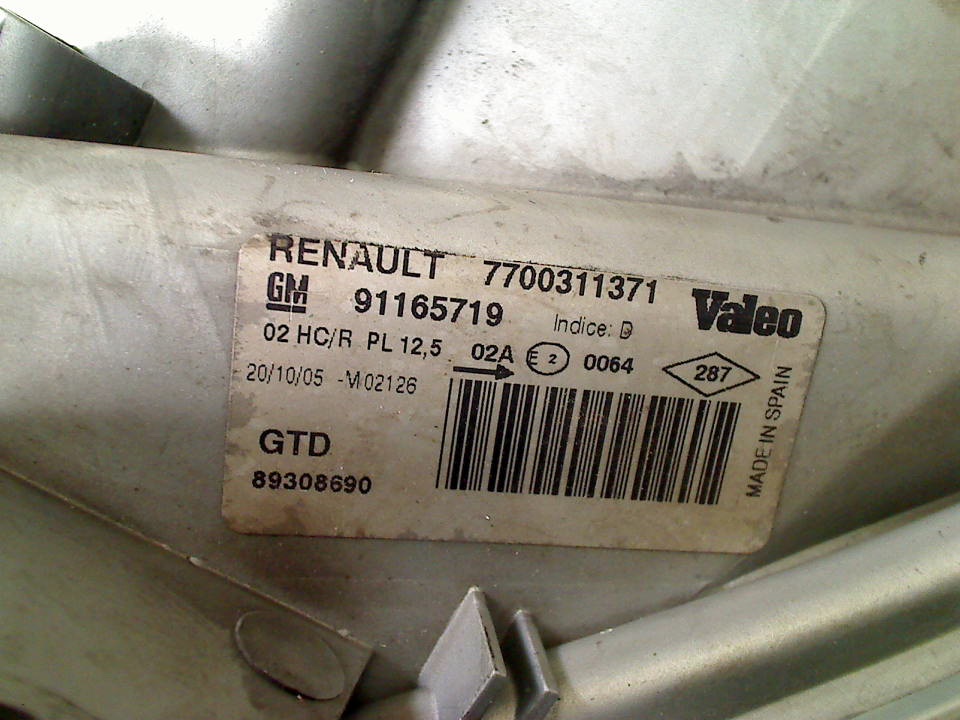 RENAULT 7700311371
GM 91165719 Indice: D Valeo
02 HC/R PL 12,5 02A E 2 0064 287
20/10/05 -M02126
GTD
89308690
MADE IN SPAIN